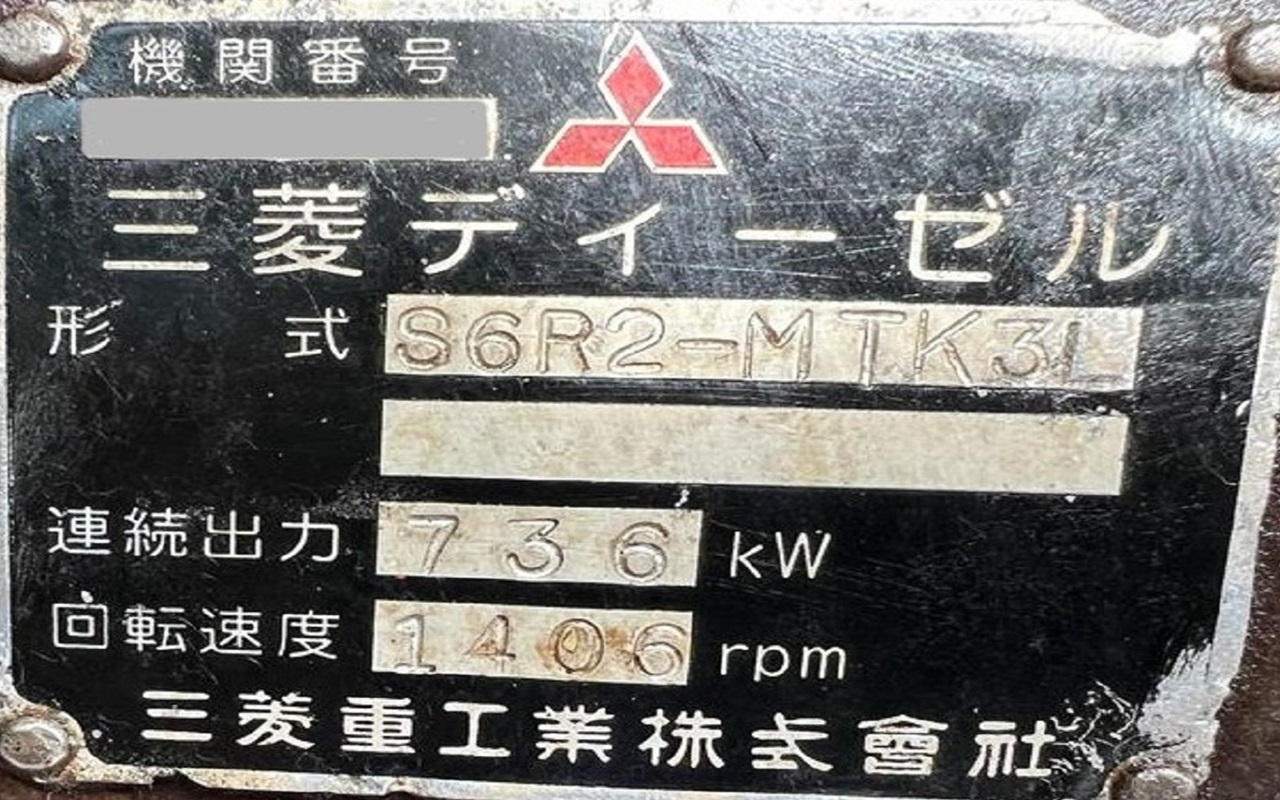 機関番号
三菱ディーゼル
形式 S6R2-MTK3L
連続出力 736 kW
回転速度 1406 rpm
三菱重工業株式會社